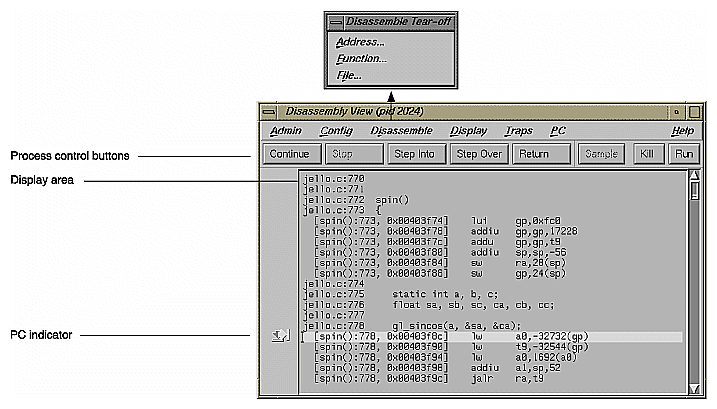 Disassemble Tear-off
Address...
Function...
File...
Disassembly View (pid 2024)
Admin Config Disassemble Display Traps PC Help
Process control buttons
Continue Stop Step Into Step Over Return Sample Kill Run
Display area
jello.c:770
jello.c:771
jello.c:772 spin()
jello.c:773 {
[spin():773, 0x00403f74] lui gp,0xfc0
[spin():773, 0x00403f78] addiu gp,gp,17228
[spin():773, 0x00403f7c] addu gp,gp,t9
[spin():773, 0x00403f80] addiu sp,sp,-56
[spin():773, 0x00403f84] sw ra,28(sp)
[spin():773, 0x00403f88] sw gp,24(sp)
jello.c:774
jello.c:775 static int a, b, c;
jello.c:776 float sa, sb, sc, ca, cb, cc;
jello.c:777
jello.c:778 gl_sincos(a, &sa, &ca);
PC indicator
[spin():778, 0x00403f8c] lw a0,-32732(gp)
[spin():778, 0x00403f90] lw t9,-32544(gp)
[spin():778, 0x00403f94] lw a0,1692(a0)
[spin():778, 0x00403f98] addiu a1,sp,52
[spin():778, 0x00403f9c] jalr ra,t9